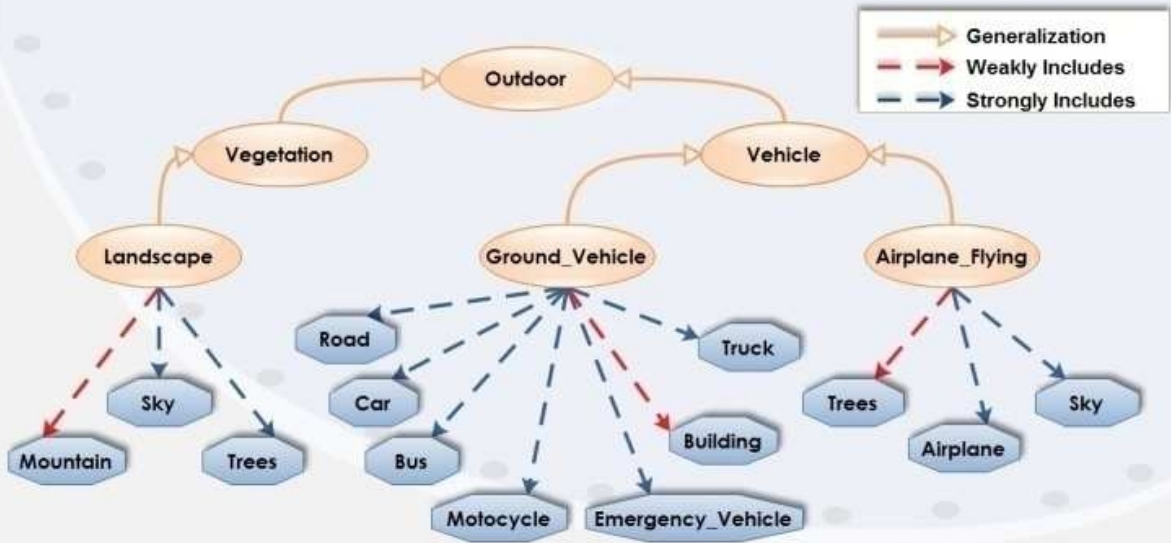 Generalization
Weakly Includes
Strongly Includes
Outdoor
Vegetation
Vehicle
Landscape
Ground_Vehicle
Airplane_Flying
Road
Truck
Sky
Car
Trees
Sky
Mountain
Trees
Bus
Building
Airplane
Motocycle
Emergency_Vehicle